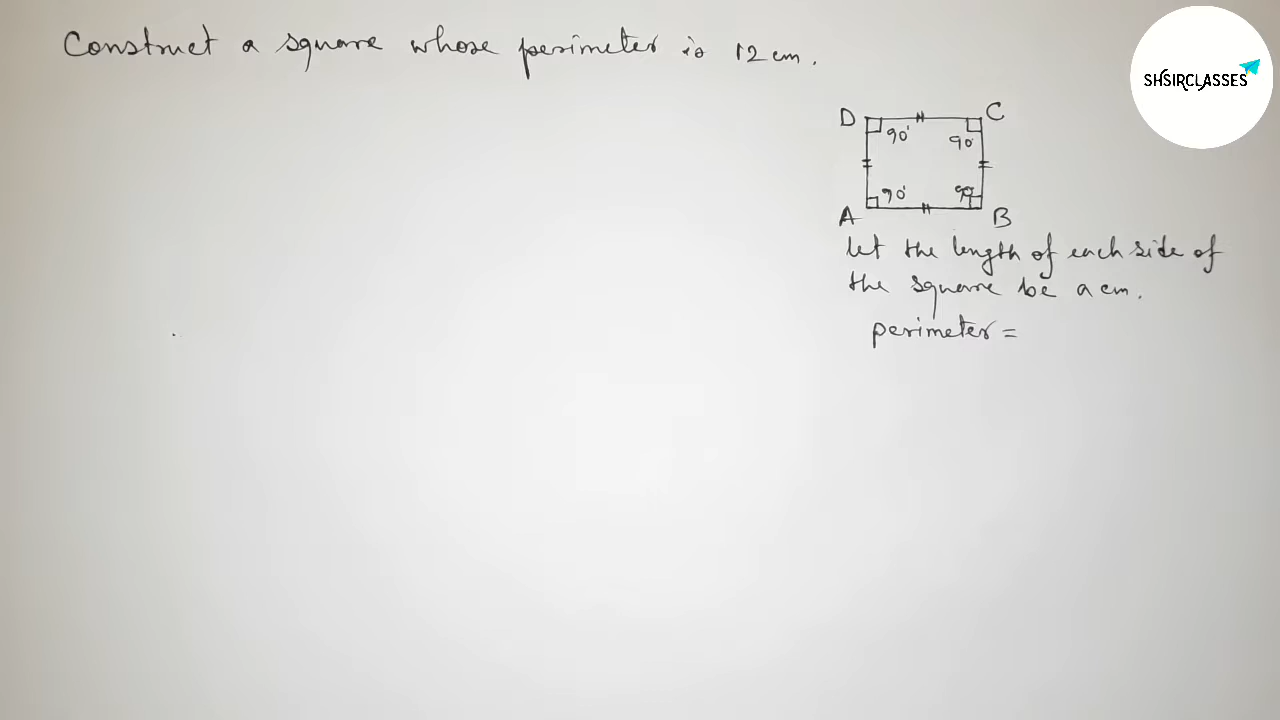 Construct a square whose perimeter is 12 cm.
SHSIRCLASSES
D C
90° 90
90° 90
A B
let the length of each side of
the square be a cm.
perimeter =